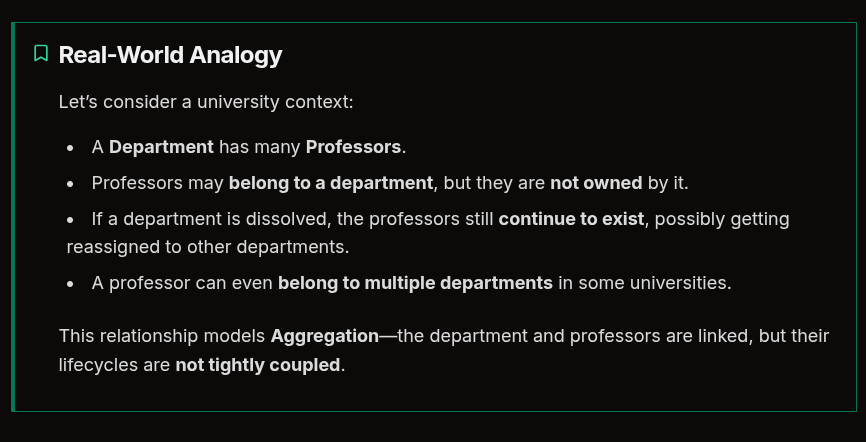 Real-World Analogy
Let’s consider a university context:
• A Department has many Professors.
• Professors may belong to a department, but they are not owned by it.
• If a department is dissolved, the professors still continue to exist, possibly getting
reassigned to other departments.
• A professor can even belong to multiple departments in some universities.
This relationship models Aggregation—the department and professors are linked, but their
lifecycles are not tightly coupled.